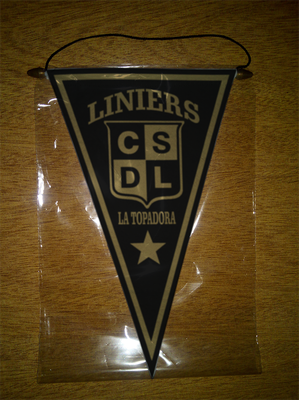 LINIERS
CS
DL
LA TOPADORA